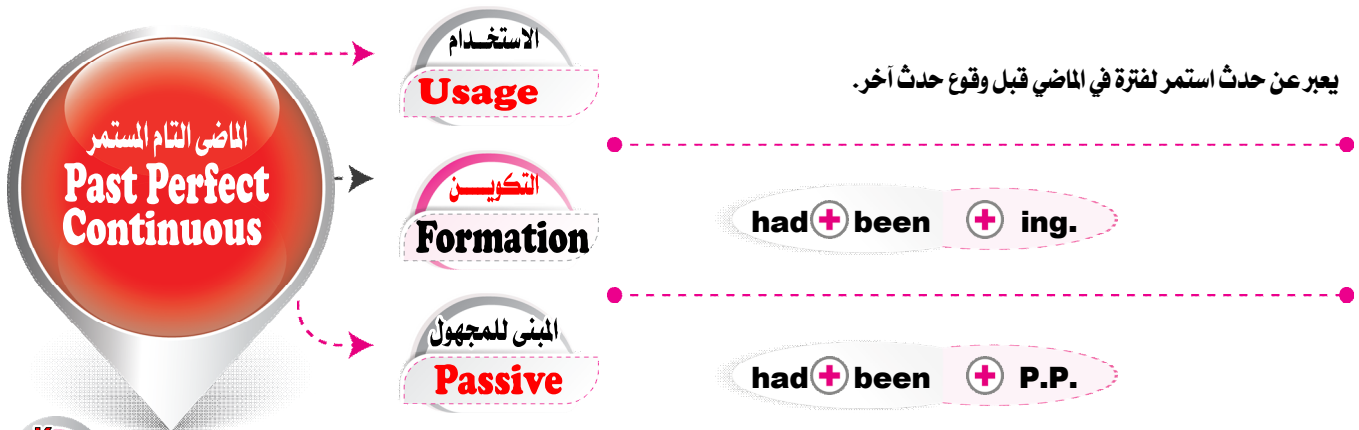 الماضى التام المستمر
Past Perfect
Continuous
الاستخدام
Usage
يعبر عن حدث استمر لفترة في الماضي قبل وقوع حدث آخر.
التكويــن
Formation
had + been + ing.
المبنى للمجهول
Passive
had + been + P.P.